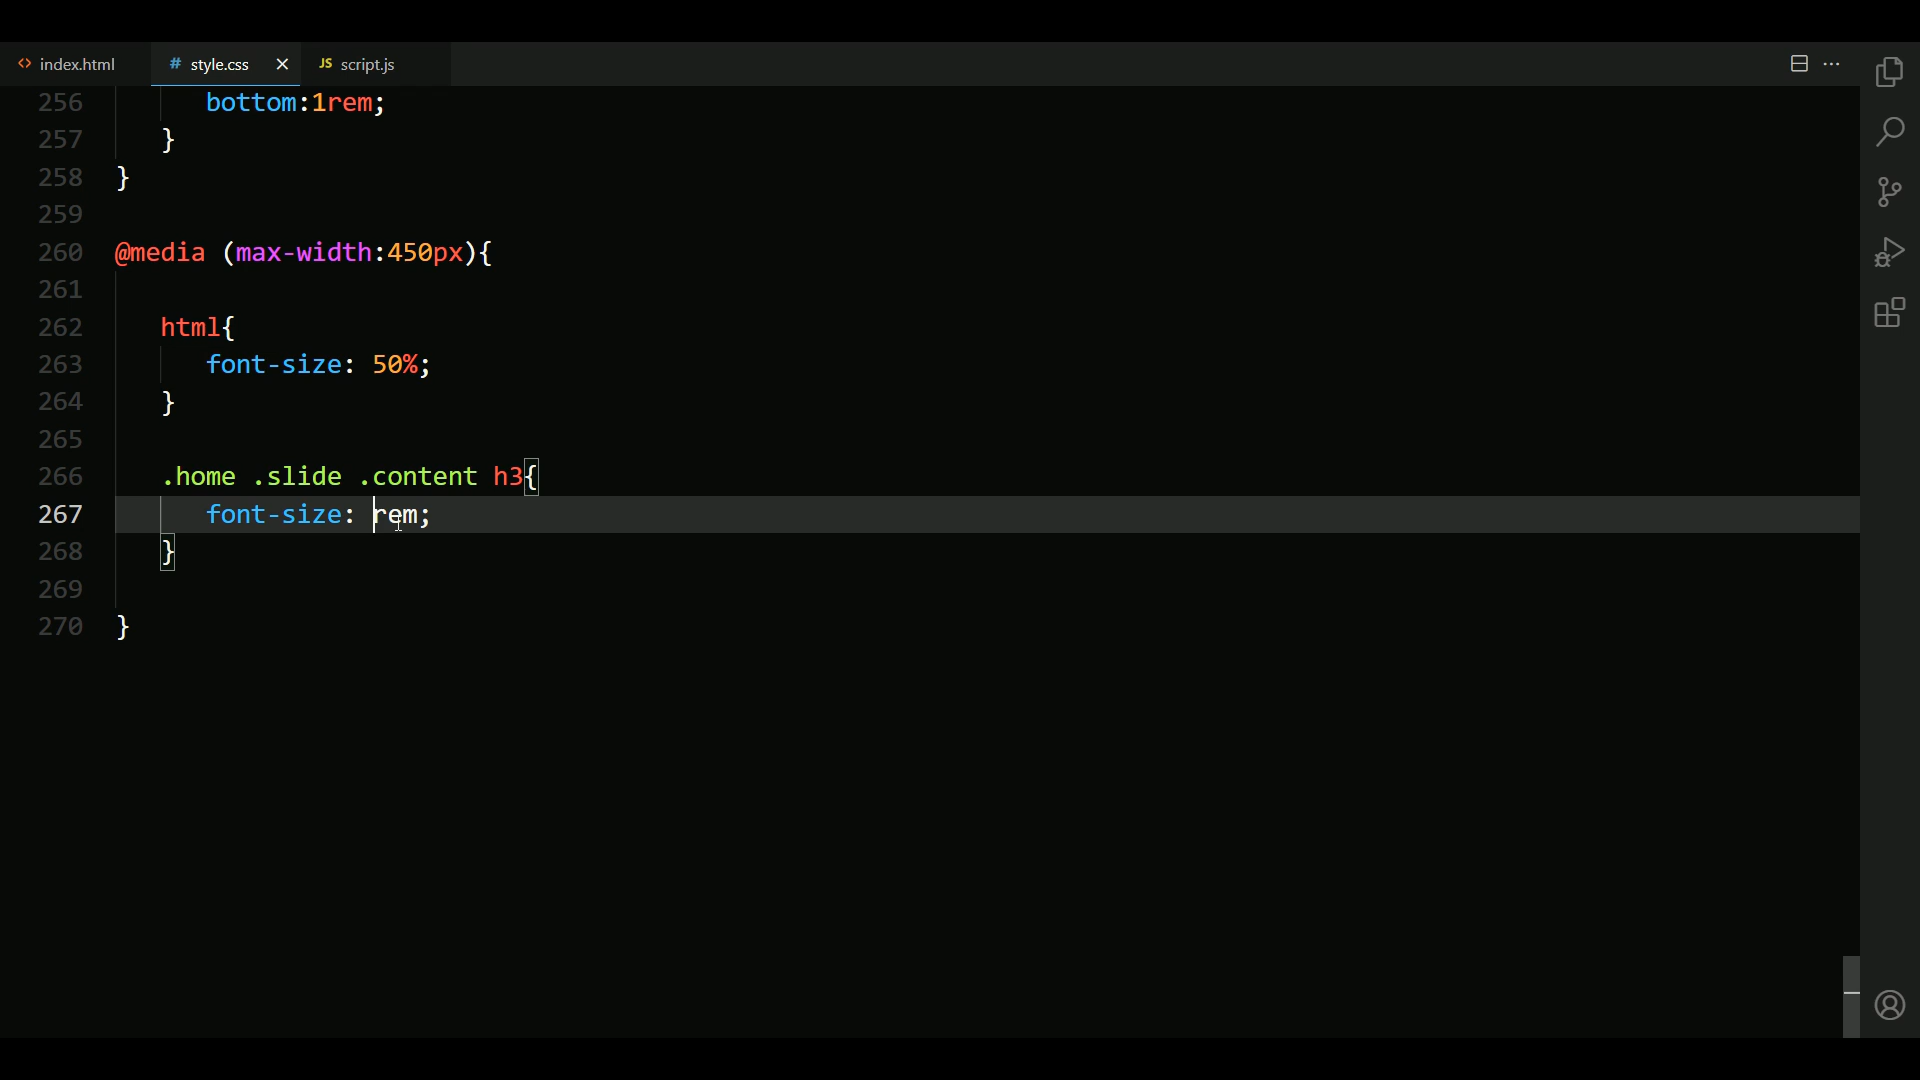 <> index.html # style.css × JS script.js
256 bottom:1rem;
257 }
258 }
259
260 @media (max-width:450px){
261
262 html{
263 font-size: 50%;
264 }
265
266 .home .slide .content h3{
267 font-size: rem;
268 }
269
270 }